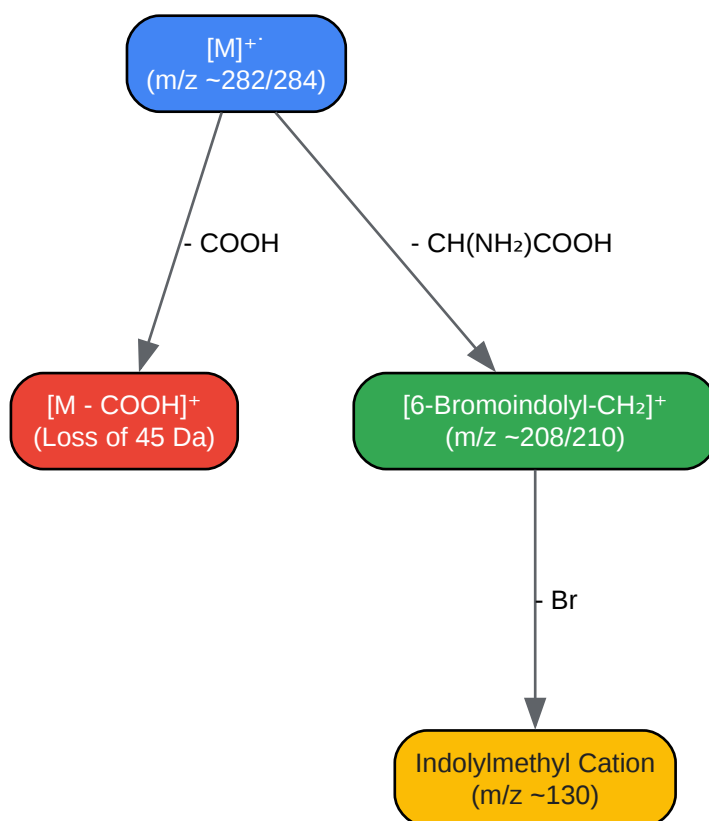 [M]⁺˙
(m/z ~282/284)
- COOH
- CH(NH₂)COOH
[M - COOH]⁺
(Loss of 45 Da)
[6-Bromoindolyl-CH₂]⁺
(m/z ~208/210)
- Br
Indolylmethyl Cation
(m/z ~130)